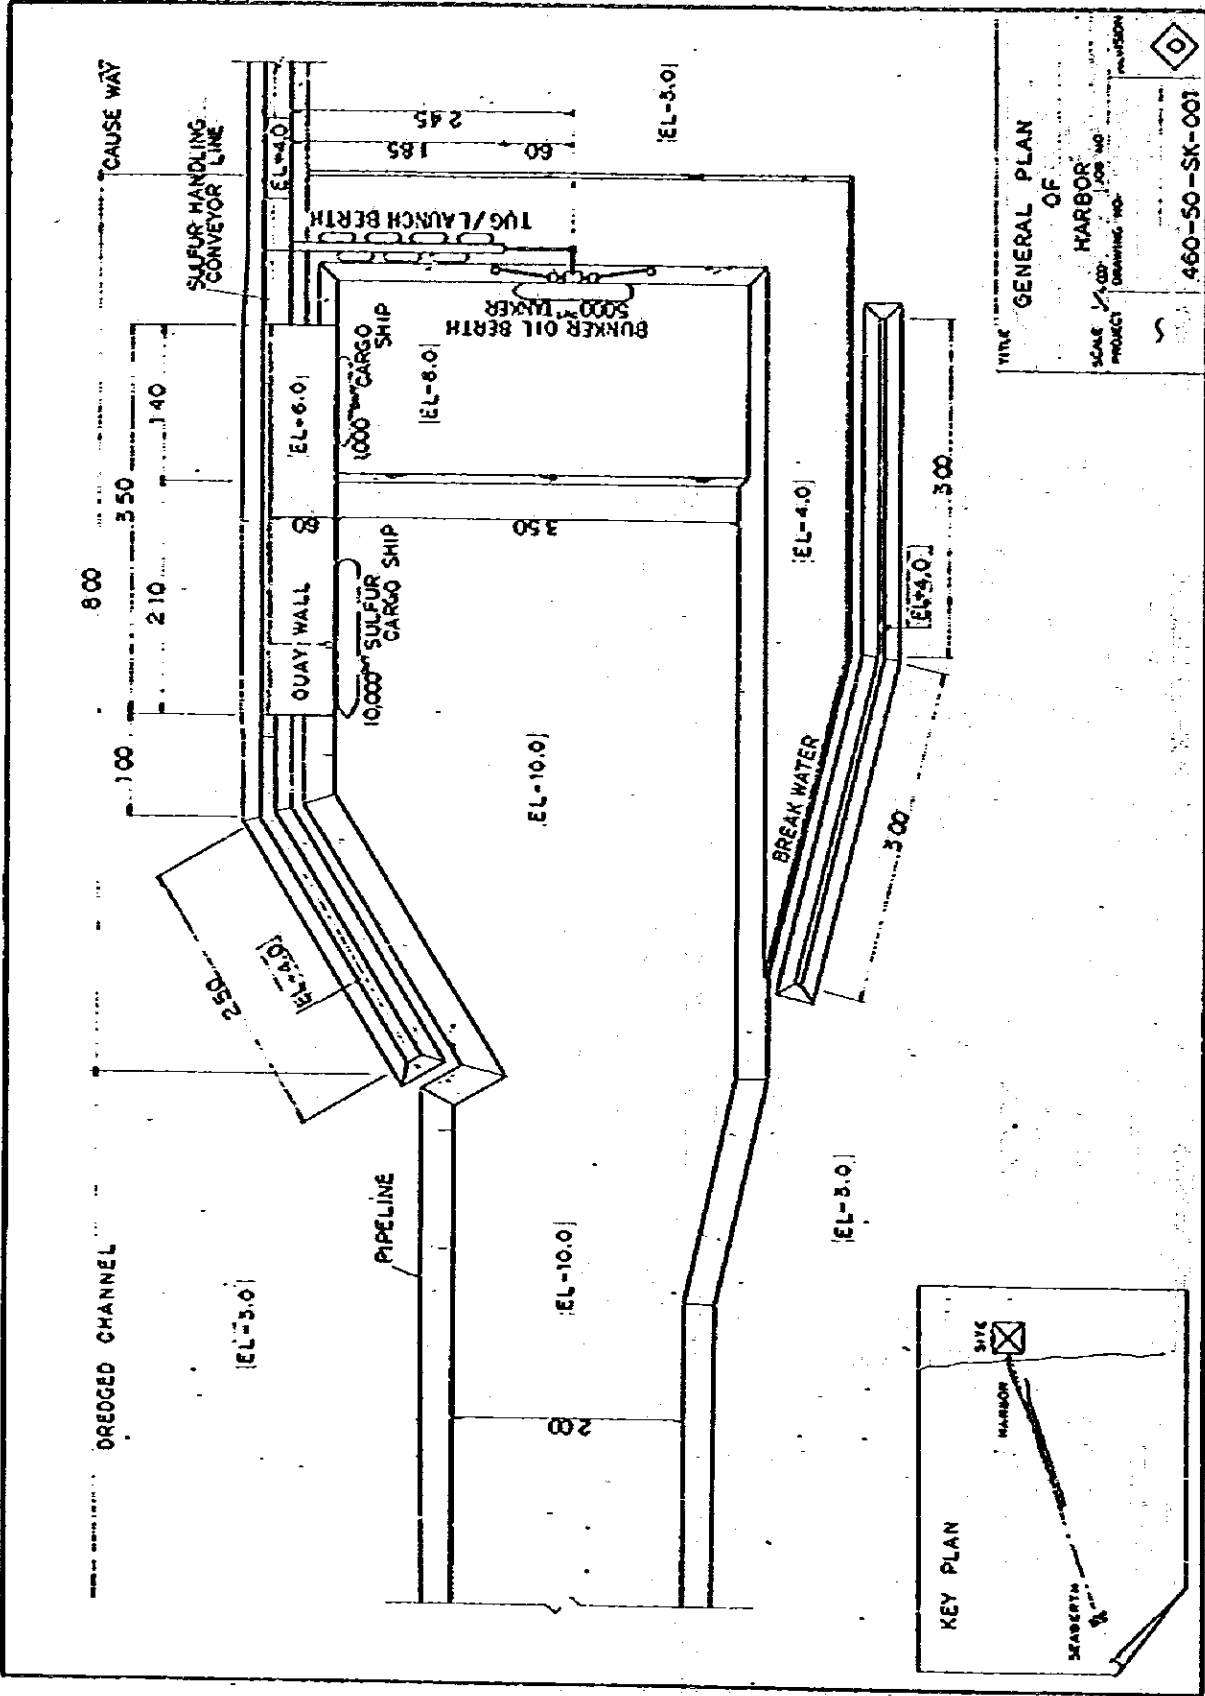 DREDGED CHANNEL
CAUSE WAY
800
350
100
210
140
SULFUR HANDLING
CONVEYOR LINE
EL+4.0
250
EL+4.0
QUAY WALL
EL+6.0
60
10,000 SULFUR
CARGO SHIP
1,000 CARGO
SHIP
TUG/LAUNCH BERTH
245
185
60
BUNKER OIL BERTH
5000 TANKER
EL-3.0
EL-3.0
PIPELINE
EL-10.0
EL-10.0
350
200
EL-4.0
BREAK WATER
EL+4.0
300
300
EL-3.0
KEY PLAN
SEABERTH
HARBOR
SITE
TITLE
GENERAL PLAN
OF
HARBOR
SCALE
JOB NO
PROJECT
DRAWING NO.
REVISION
S
460-50-SK-001